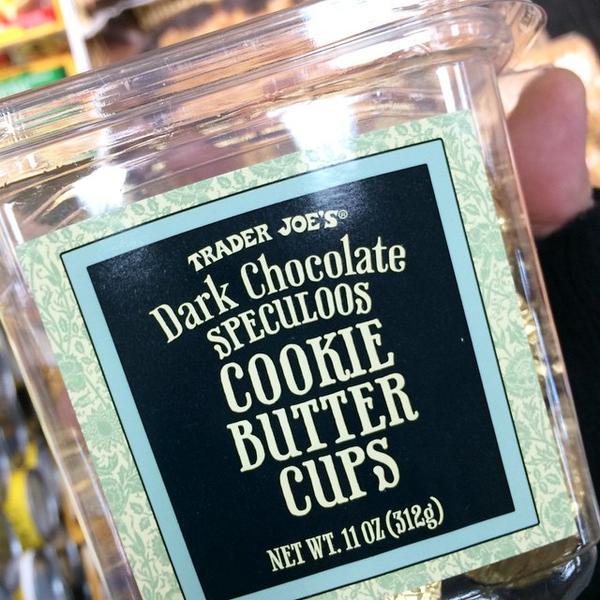 TRADER JOE'S®
Dark Chocolate
SPECULOOS
COOKIE
BUTTER
CUPS
NET WT. 11 OZ (312g)